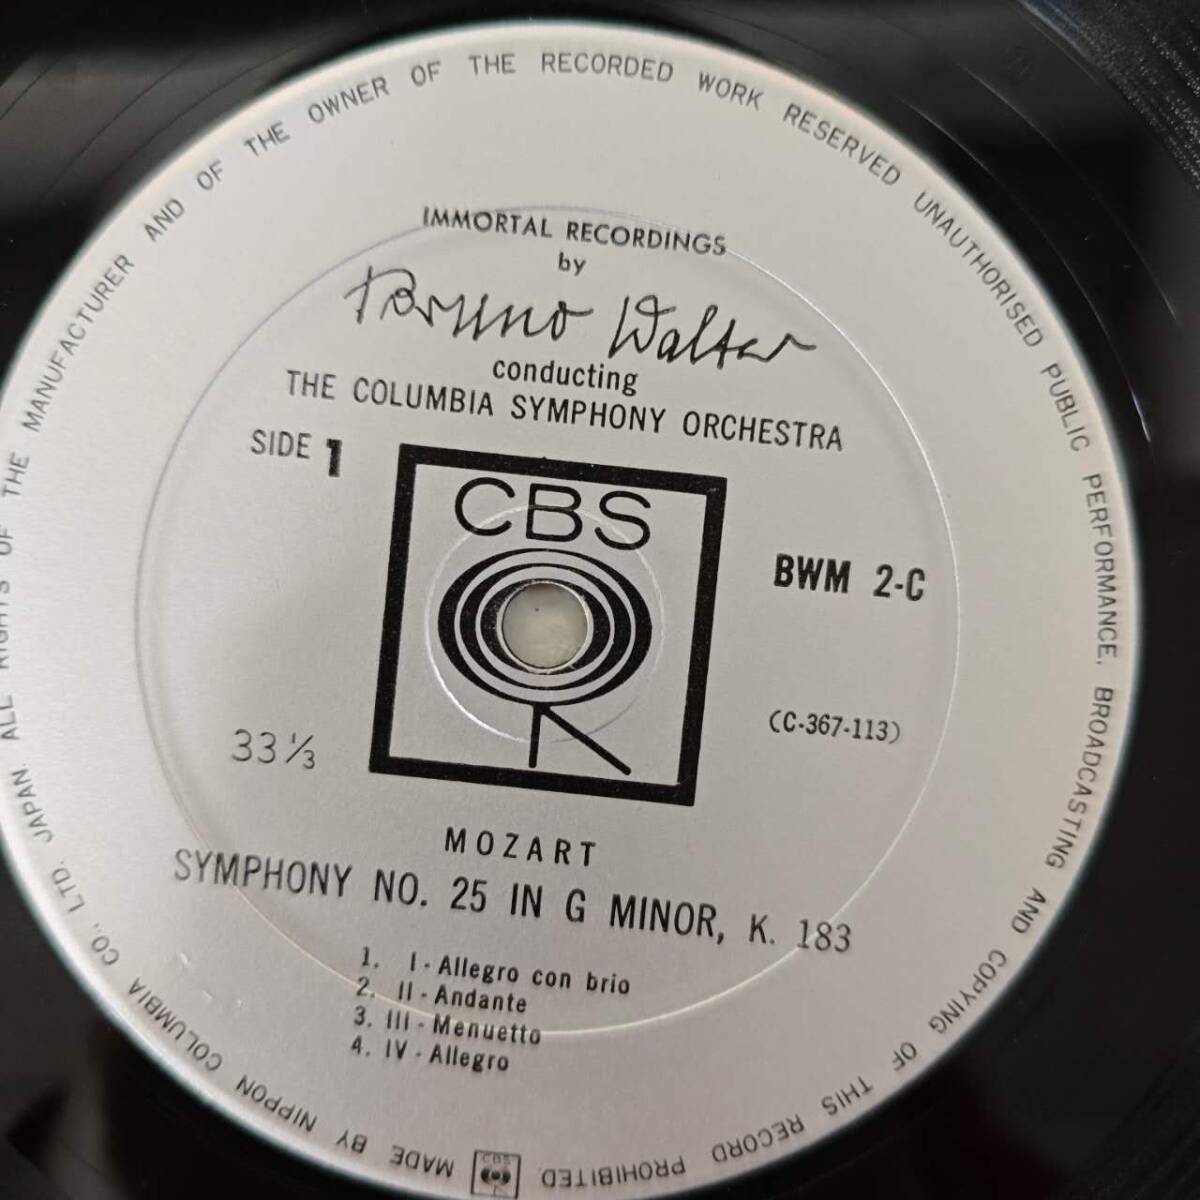 IMMORTAL RECORDINGS
by
Bruno Walter
conducting
THE COLUMBIA SYMPHONY ORCHESTRA
SIDE 1
CBS
BWM 2-C
(C-367-113)
33 1/3
MOZART
SYMPHONY NO. 25 IN G MINOR, K. 183
1. I - Allegro con brio
2. II - Andante
3. III - Menuetto
4. IV - Allegro
MADE BY NIPPON COLUMBIA CO., LTD. JAPAN. ALL RIGHTS OF THE MANUFACTURER AND OF THE OWNER OF THE RECORDED WORK RESERVED UNAUTHORISED PUBLIC PERFORMANCE. BROADCASTING AND COPYING OF THIS RECORD PROHIBITED.
CBS